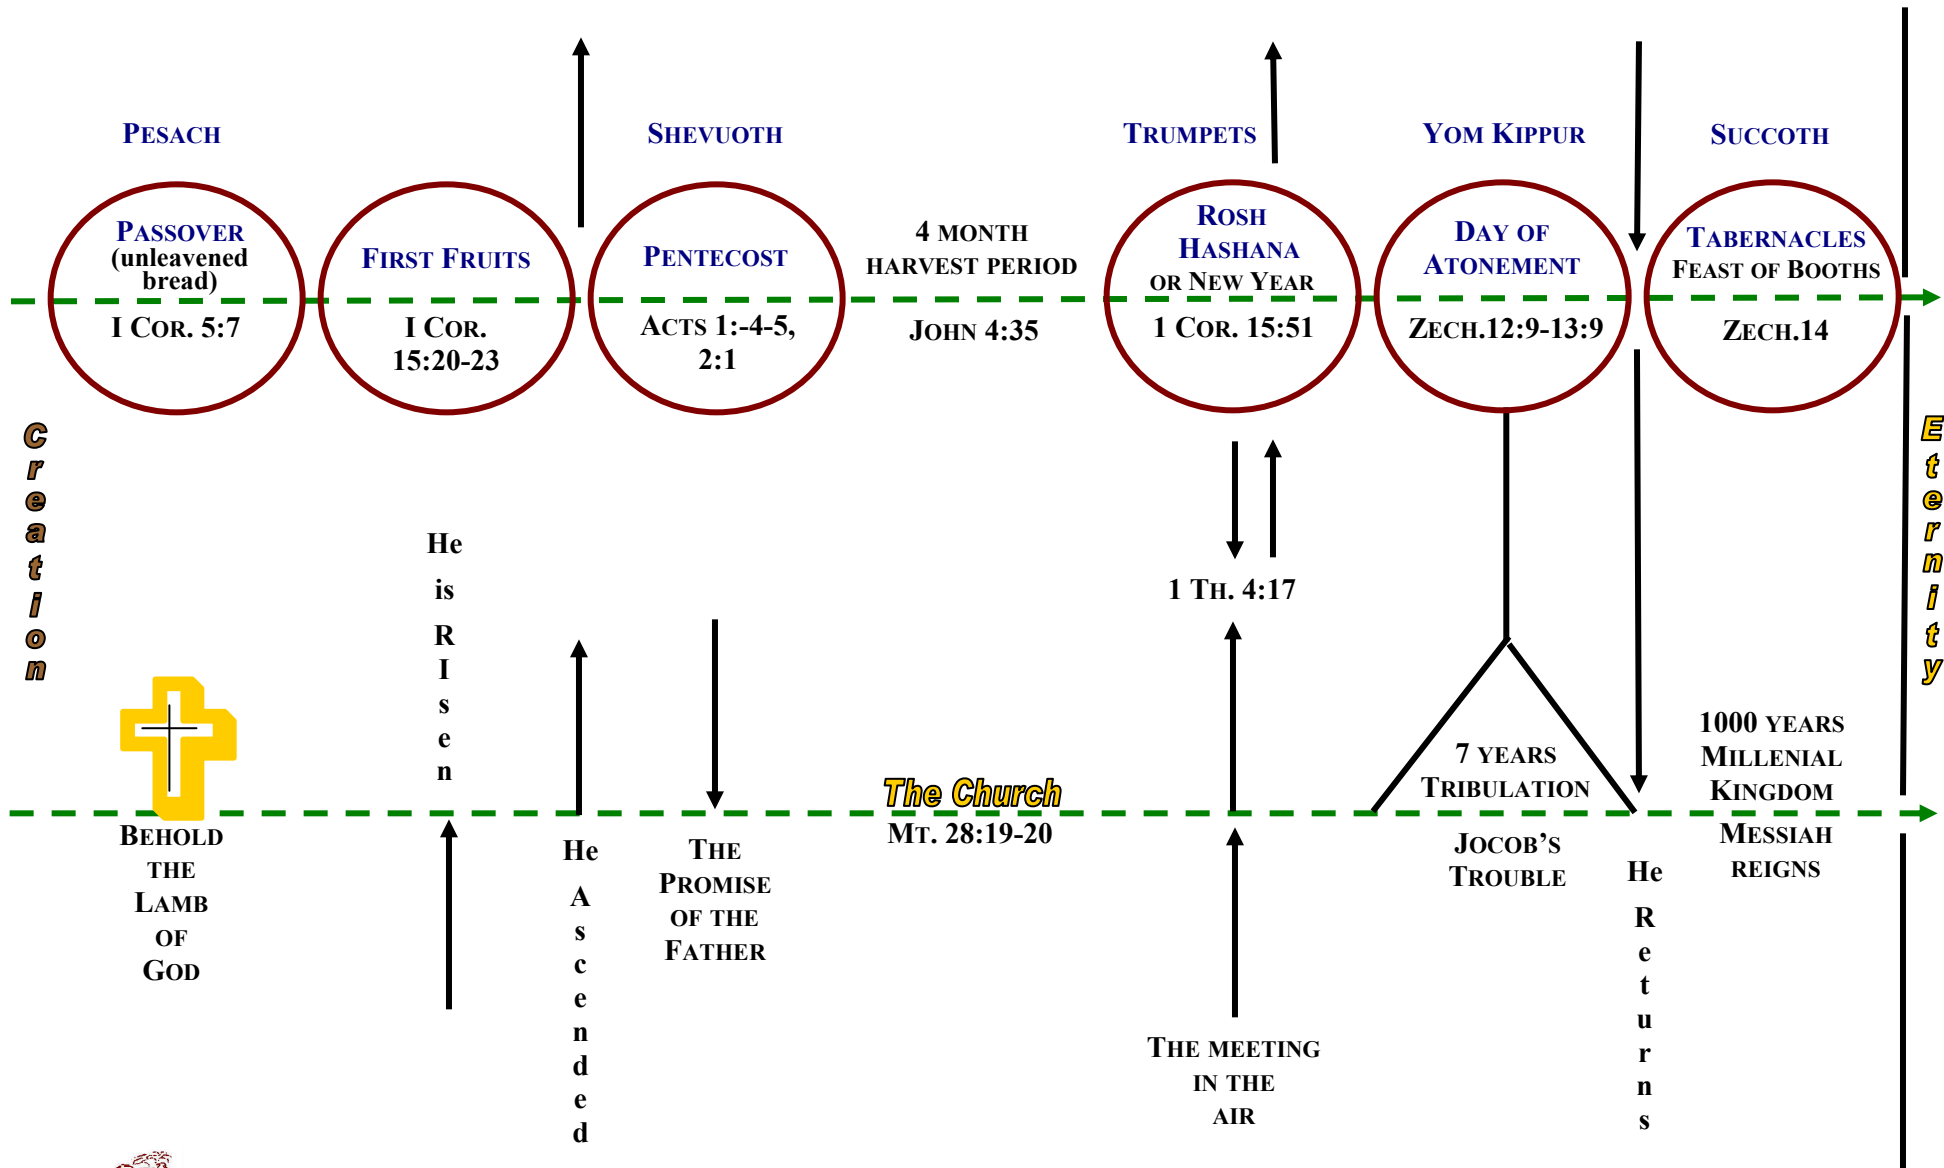 PESACH
SHEVUOTH
TRUMPETS
YOM KIPPUR
SUCCOTH
PASSOVER
(unleavened
bread)
I COR. 5:7
FIRST FRUITS
I COR.
15:20-23
PENTECOST
ACTS 1:-4-5,
2:1
4 MONTH
HARVEST PERIOD
JOHN 4:35
ROSH
HASHANA
OR NEW YEAR
1 COR. 15:51
DAY OF
ATONEMENT
ZECH.12:9-13:9
TABERNACLES
FEAST OF BOOTHS
ZECH.14
Creation
Eternity
He
is
RIsen
1 TH. 4:17
7 YEARS
TRIBULATION
1000 YEARS
MILLENIAL
KINGDOM
The Church
MT. 28:19-20
BEHOLD
THE
LAMB
OF
GOD
He
Ascended
THE
PROMISE
OF THE
FATHER
THE MEETING
IN THE
AIR
JOCOB'S
TROUBLE
He
Returns
MESSIAH
REIGNS